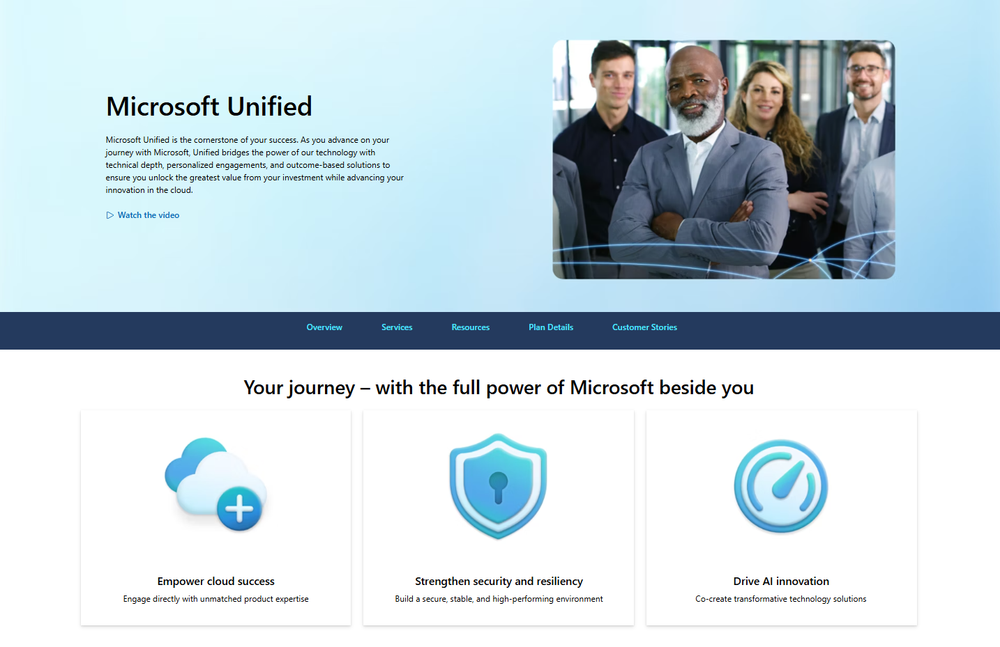 Microsoft Unified
Microsoft Unified is the cornerstone of your success. As you advance on your
journey with Microsoft, Unified bridges the power of our technology with
technical depth, personalized engagements, and outcome-based solutions to
ensure you unlock the greatest value from your investment while advancing your
innovation in the cloud.
Watch the video
Overview Services Resources Plan Details Customer Stories
Your journey – with the full power of Microsoft beside you
Empower cloud success
Engage directly with unmatched product expertise
Strengthen security and resiliency
Build a secure, stable, and high-performing environment
Drive AI innovation
Co-create transformative technology solutions